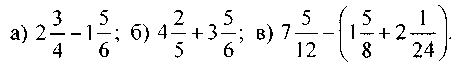 а) 2 3/4 − 1 5/6; б) 4 2/5 + 3 5/6; в) 7 5/12 − (1 5/8 + 2 1/24).